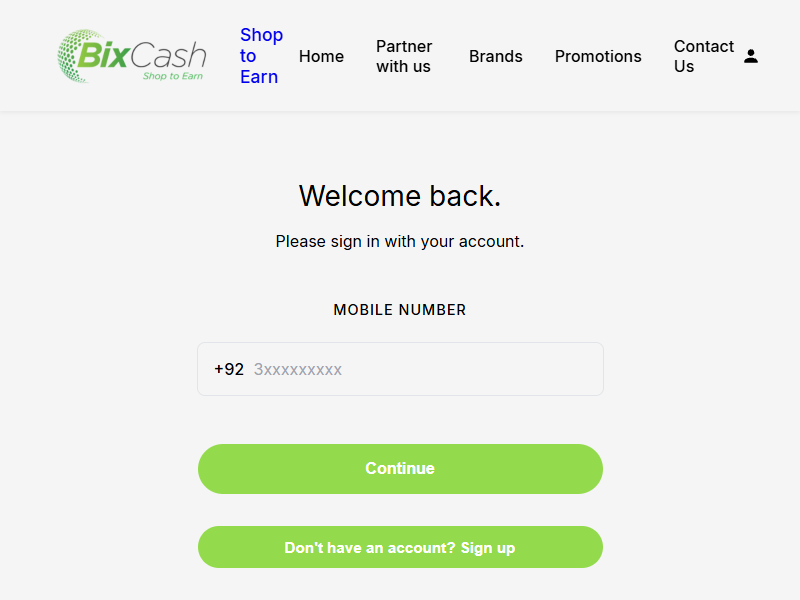 BixCash
Shop to Earn
Shop
to
Earn
Home
Partner
with us
Brands
Promotions
Contact
Us
Welcome back.
Please sign in with your account.
MOBILE NUMBER
+92 3xxxxxxxxx
Continue
Don't have an account? Sign up